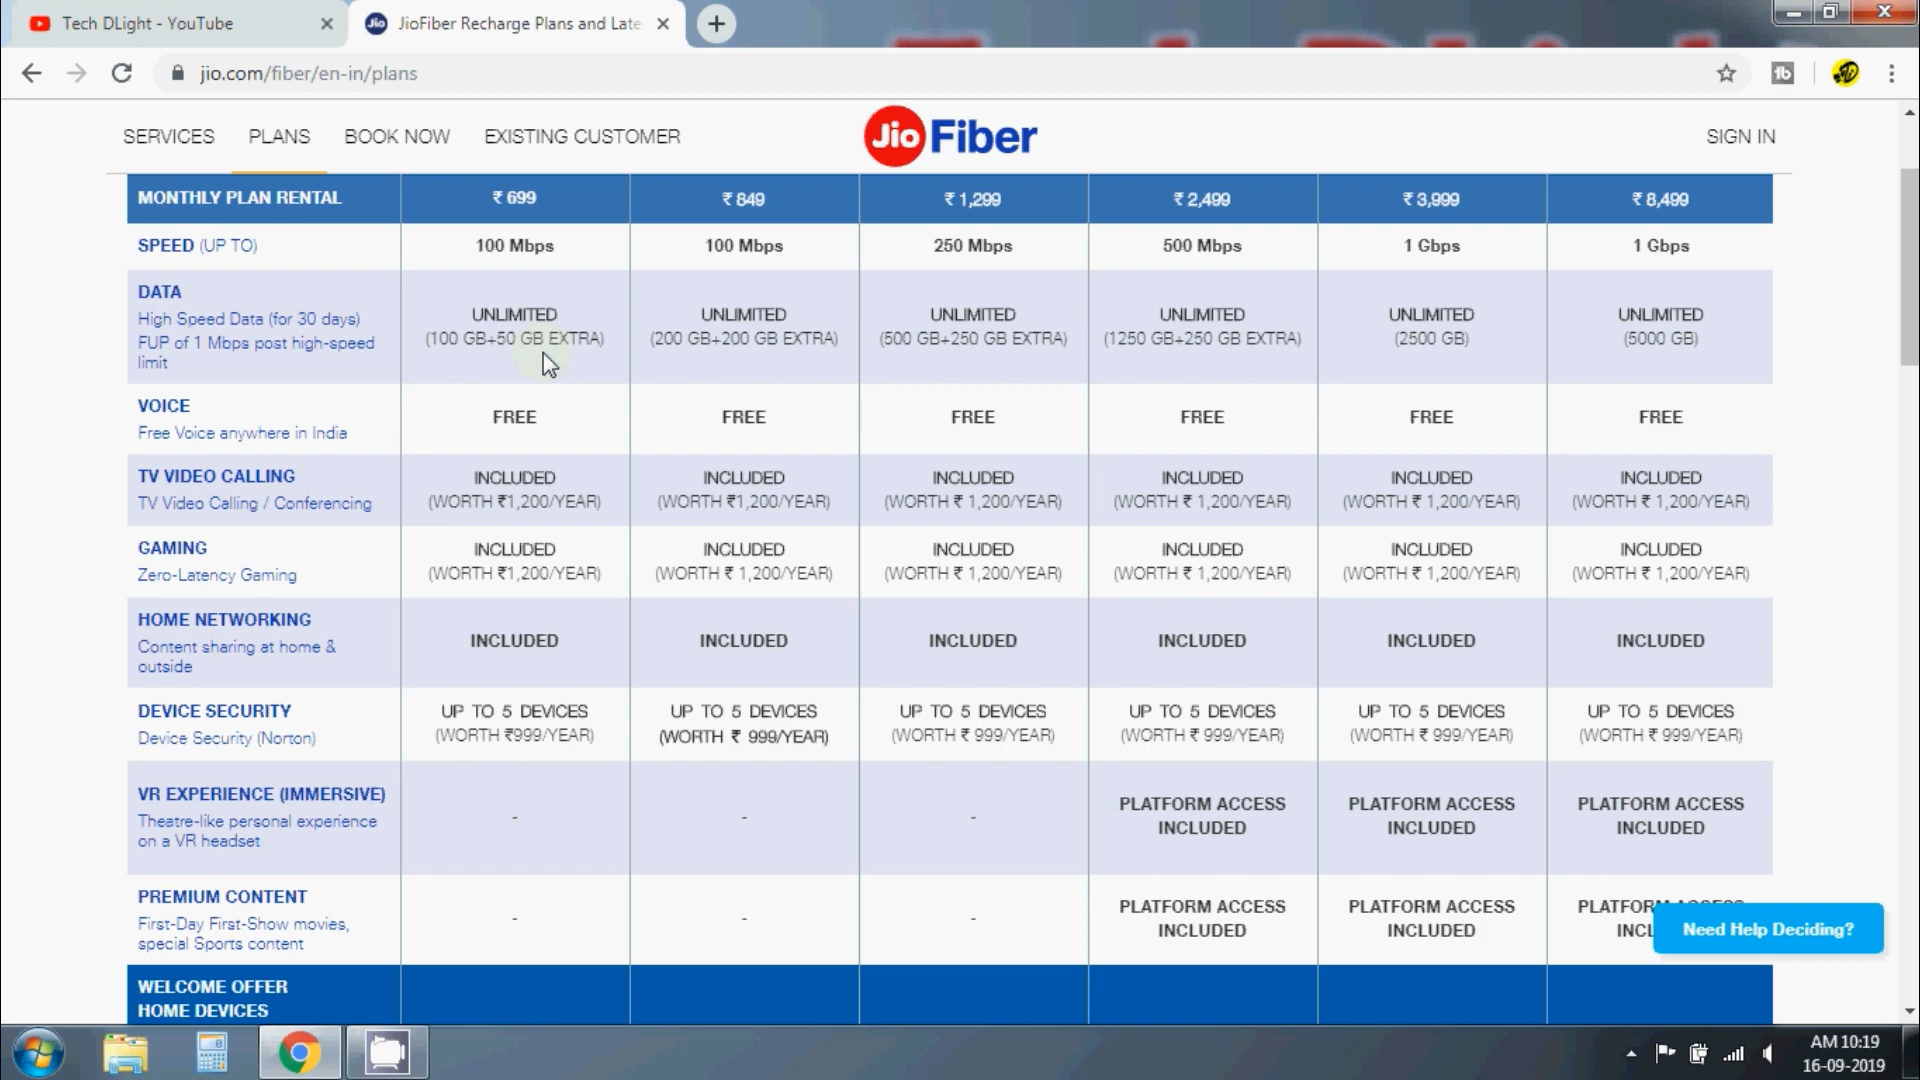 Tech DLight - YouTube
JioFiber Recharge Plans and Late
jio.com/fiber/en-in/plans
SERVICES PLANS BOOK NOW EXISTING CUSTOMER Jio Fiber SIGN IN
MONTHLY PLAN RENTAL ₹ 699 ₹ 849 ₹ 1,299 ₹ 2,499 ₹ 3,999 ₹ 8,499
SPEED (UP TO) 100 Mbps 100 Mbps 250 Mbps 500 Mbps 1 Gbps 1 Gbps
DATA
High Speed Data (for 30 days)
FUP of 1 Mbps post high-speed
limit
UNLIMITED UNLIMITED UNLIMITED UNLIMITED UNLIMITED UNLIMITED
(100 GB+50 GB EXTRA) (200 GB+200 GB EXTRA) (500 GB+250 GB EXTRA) (1250 GB+250 GB EXTRA) (2500 GB) (5000 GB)
VOICE
Free Voice anywhere in India
FREE FREE FREE FREE FREE FREE
TV VIDEO CALLING
TV Video Calling / Conferencing
INCLUDED INCLUDED INCLUDED INCLUDED INCLUDED INCLUDED
(WORTH ₹1,200/YEAR) (WORTH ₹1,200/YEAR) (WORTH ₹ 1,200/YEAR) (WORTH ₹ 1,200/YEAR) (WORTH ₹ 1,200/YEAR) (WORTH ₹ 1,200/YEAR)
GAMING
Zero-Latency Gaming
INCLUDED INCLUDED INCLUDED INCLUDED INCLUDED INCLUDED
(WORTH ₹1,200/YEAR) (WORTH ₹ 1,200/YEAR) (WORTH ₹ 1,200/YEAR) (WORTH ₹ 1,200/YEAR) (WORTH ₹ 1,200/YEAR) (WORTH ₹ 1,200/YEAR)
HOME NETWORKING
Content sharing at home &
outside
INCLUDED INCLUDED INCLUDED INCLUDED INCLUDED INCLUDED
DEVICE SECURITY
Device Security (Norton)
UP TO 5 DEVICES UP TO 5 DEVICES UP TO 5 DEVICES UP TO 5 DEVICES UP TO 5 DEVICES UP TO 5 DEVICES
(WORTH ₹999/YEAR) (WORTH ₹ 999/YEAR) (WORTH ₹ 999/YEAR) (WORTH ₹ 999/YEAR) (WORTH ₹ 999/YEAR) (WORTH ₹ 999/YEAR)
VR EXPERIENCE (IMMERSIVE)
Theatre-like personal experience
on a VR headset
- - - PLATFORM ACCESS PLATFORM ACCESS PLATFORM ACCESS
INCLUDED INCLUDED INCLUDED
PREMIUM CONTENT
First-Day First-Show movies,
special Sports content
- - - PLATFORM ACCESS PLATFORM ACCESS
INCLUDED INCLUDED
Need Help Deciding?
WELCOME OFFER
HOME DEVICES
AM 10:19
16-09-2019